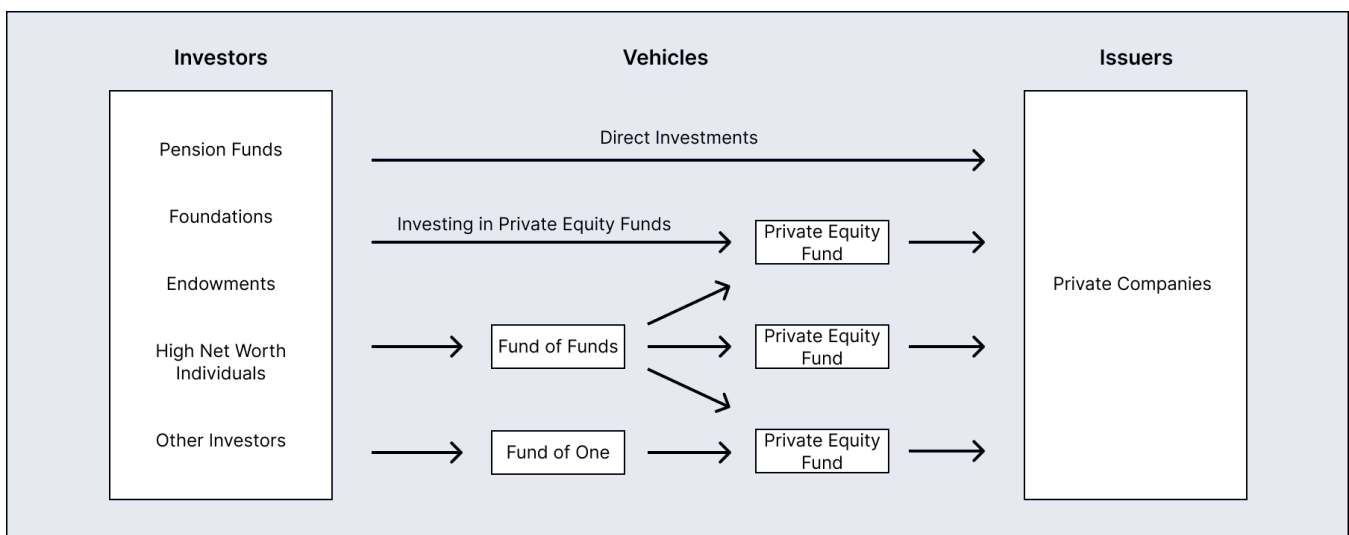 Investors
Vehicles
Issuers
Pension Funds
Foundations
Endowments
High Net Worth
Individuals
Other Investors
Direct Investments
Investing in Private Equity Funds
Private Equity
Fund
Fund of Funds
Private Equity
Fund
Fund of One
Private Equity
Fund
Private Companies